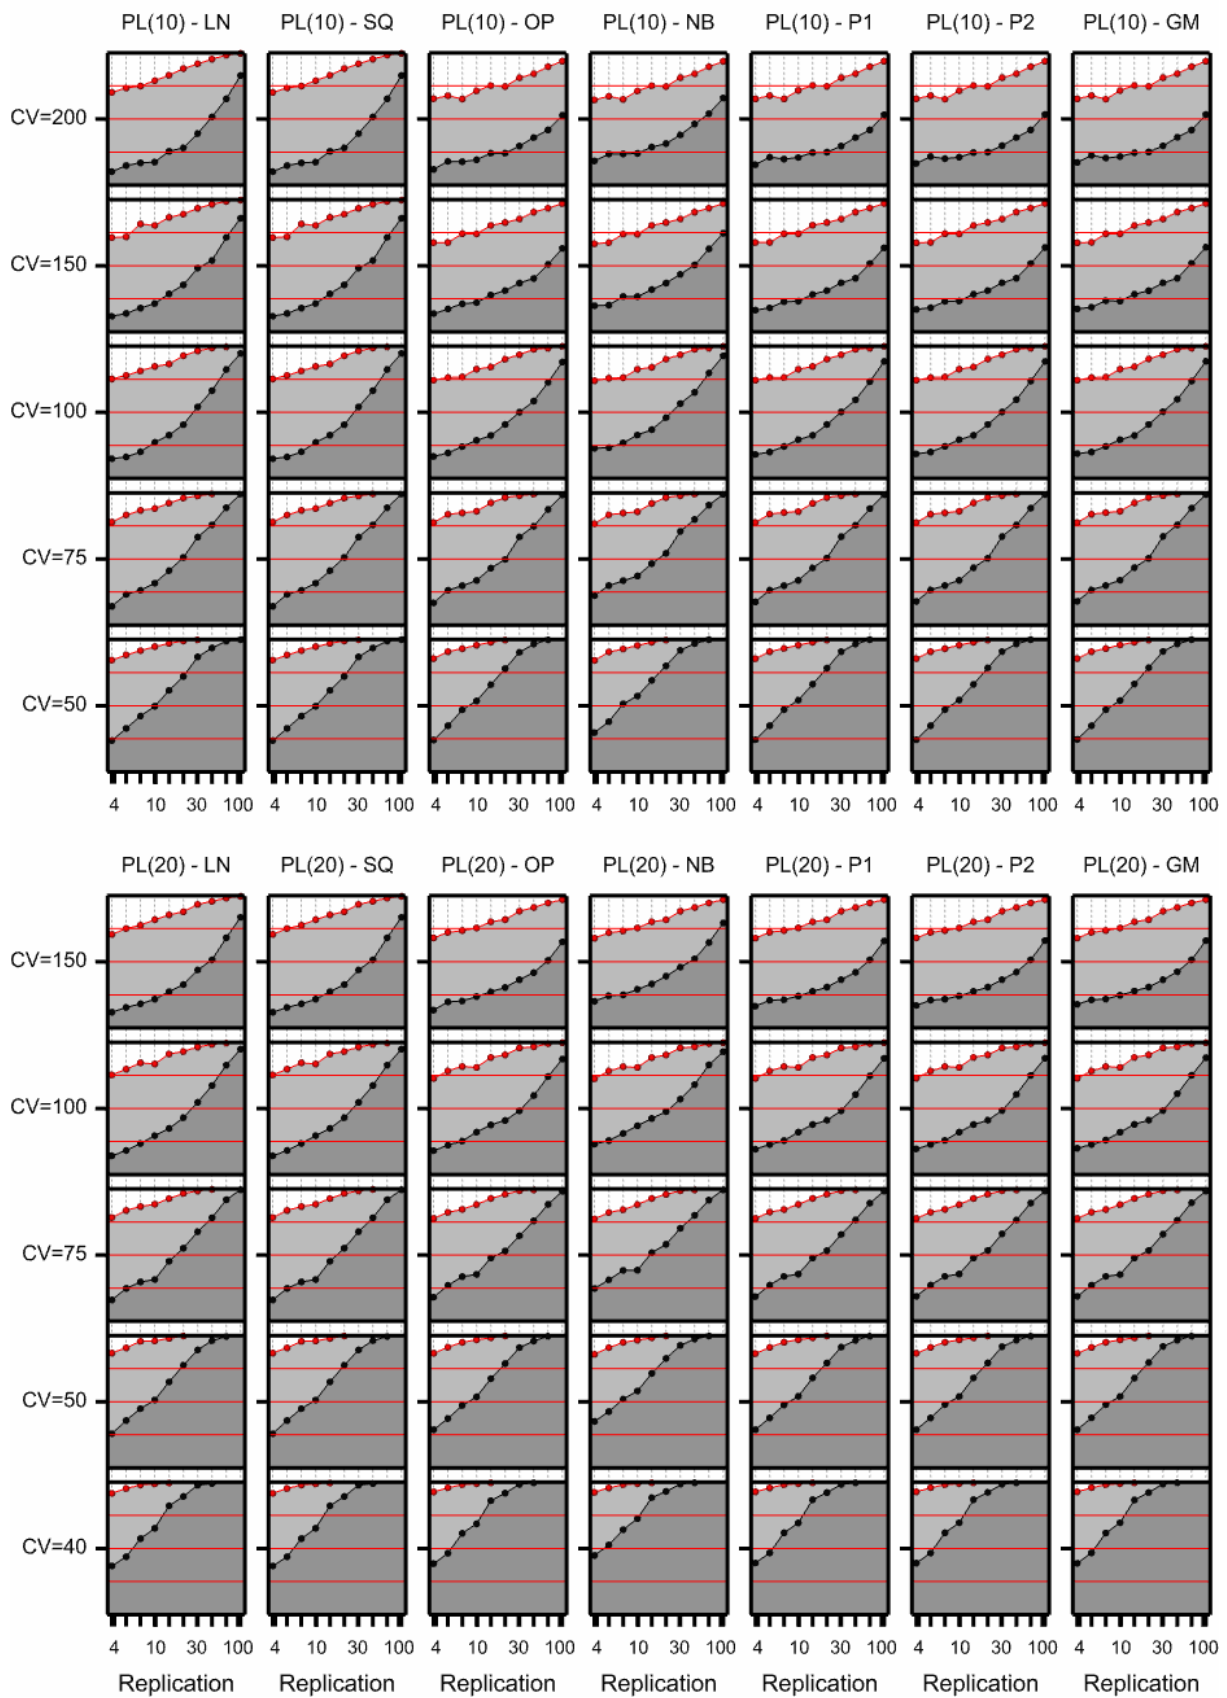 PL(10) - LN PL(10) - SQ PL(10) - OP PL(10) - NB PL(10) - P1 PL(10) - P2 PL(10) - GM
CV=200
CV=150
CV=100
CV=75
CV=50
4 10 30 100 4 10 30 100 4 10 30 100 4 10 30 100 4 10 30 100 4 10 30 100 4 10 30 100
PL(20) - LN PL(20) - SQ PL(20) - OP PL(20) - NB PL(20) - P1 PL(20) - P2 PL(20) - GM
CV=150
CV=100
CV=75
CV=50
CV=40
4 10 30 100 4 10 30 100 4 10 30 100 4 10 30 100 4 10 30 100 4 10 30 100 4 10 30 100
Replication Replication Replication Replication Replication Replication Replication